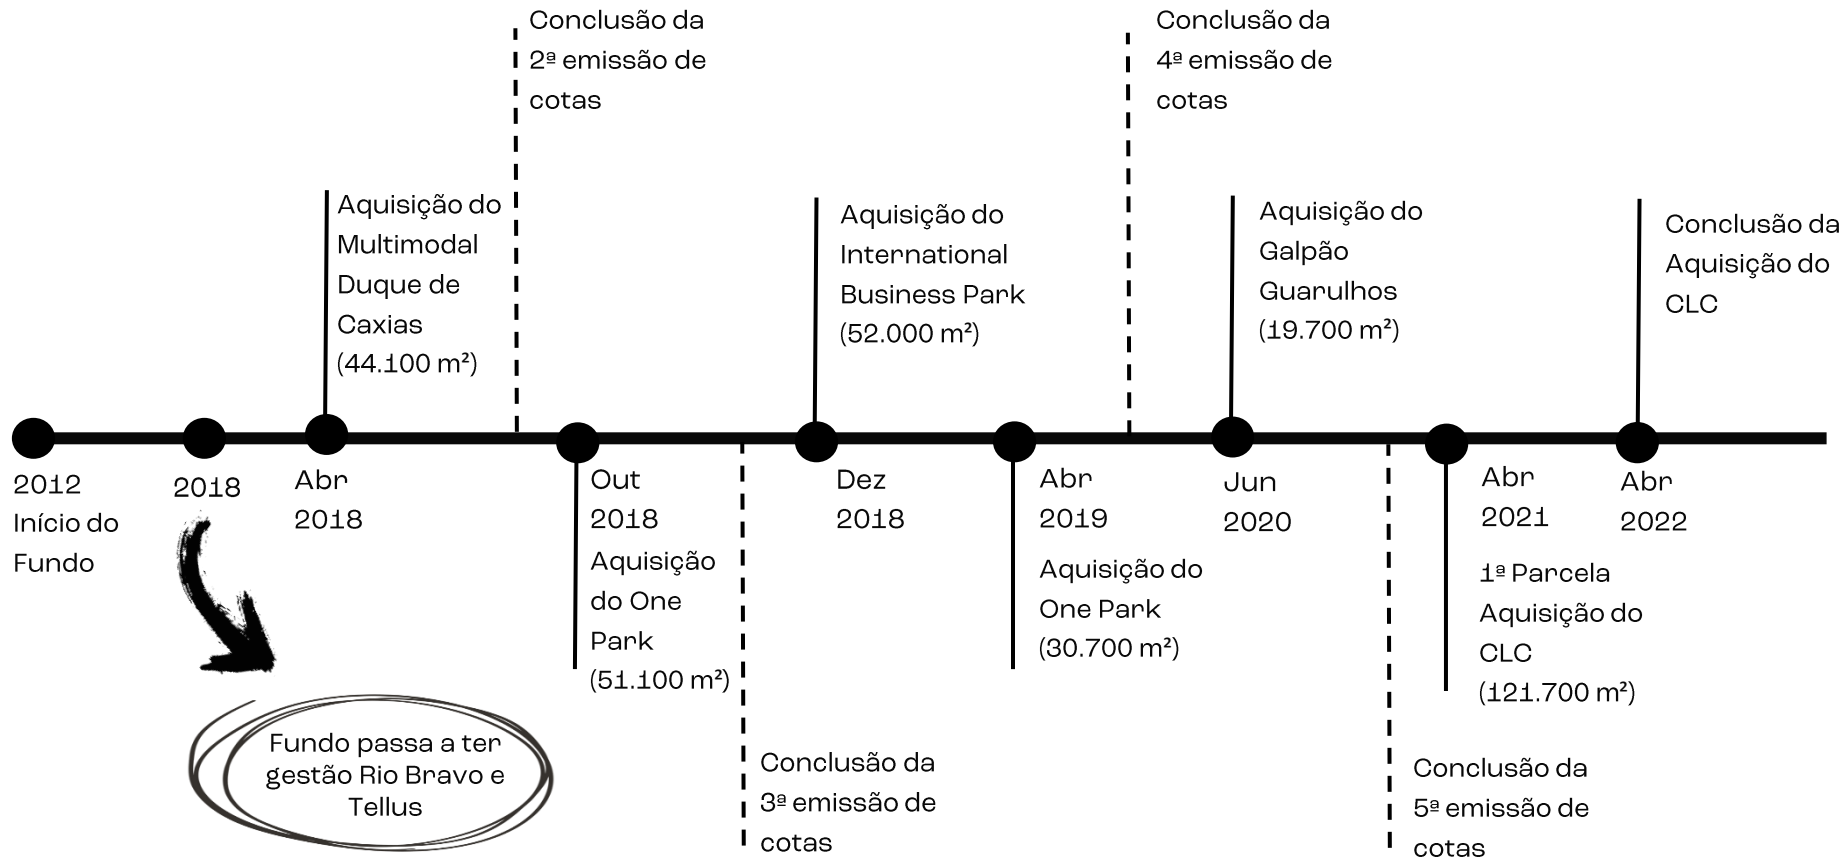 Conclusão da
2ª emissão de
cotas
Conclusão da
4ª emissão de
cotas
Aquisição do
Multimodal
Duque de
Caxias
(44.100 m²)
Aquisição do
International
Business Park
(52.000 m²)
Aquisição do
Galpão
Guarulhos
(19.700 m²)
Conclusão da
Aquisição do
CLC
2012
Início do
Fundo
2018
Abr
2018
Out
2018
Aquisição
do One
Park
(51.100 m²)
Dez
2018
Abr
2019
Aquisição do
One Park
(30.700 m²)
Jun
2020
Abr
2021
1ª Parcela
Aquisição do
CLC
(121.700 m²)
Abr
2022
Fundo passa a ter
gestão Rio Bravo e
Tellus
Conclusão da
3ª emissão de
cotas
Conclusão da
5ª emissão de
cotas